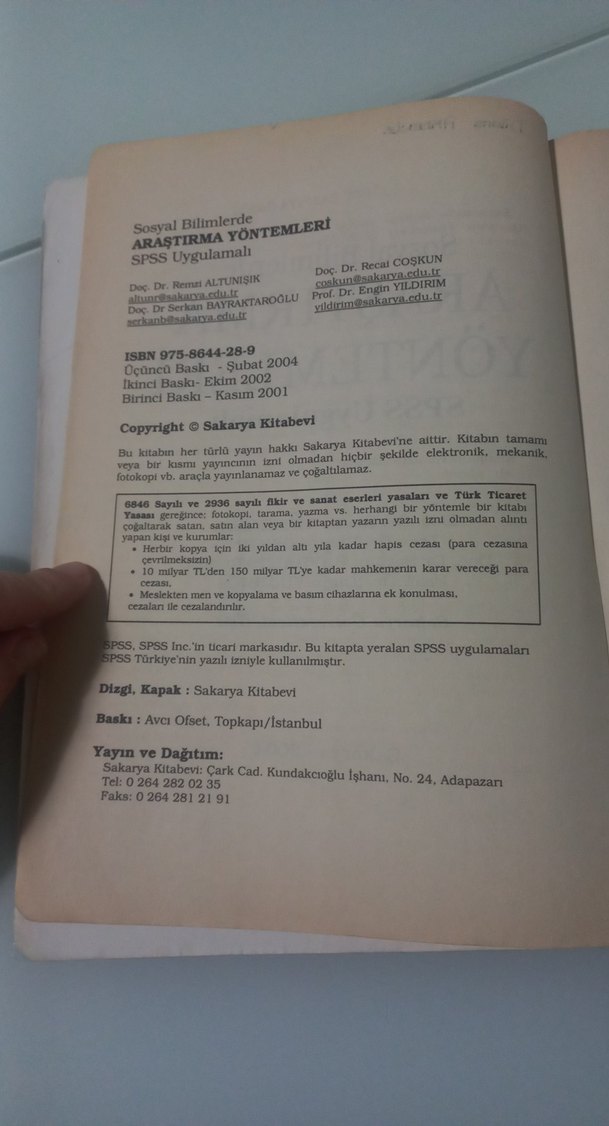 Sosyal Bilimlerde
ARAŞTIRMA YÖNTEMLERİ
SPSS Uygulamalı
Doç. Dr. Remzi ALTUNIŞIK
altunr@sakarya.edu.tr
Doç. Dr Serkan BAYRAKTAROĞLU
serkanb@sakarya.edu.tr
Doç. Dr. Recai COŞKUN
coskun@sakarya.edu.tr
Prof. Dr. Engin YILDIRIM
yildirim@sakarya.edu.tr
ISBN 975-8644-28-9
Üçüncü Baskı - Şubat 2004
İkinci Baskı- Ekim 2002
Birinci Baskı – Kasım 2001
Copyright © Sakarya Kitabevi
Bu kitabın her türlü yayın hakkı Sakarya Kitabevi'ne aittir. Kitabın tamamı
veya bir kısmı yayıncının izni olmadan hiçbir şekilde elektronik, mekanik,
fotokopi vb. araçla yayınlanamaz ve çoğaltılamaz.
6846 Sayılı ve 2936 sayılı fikir ve sanat eserleri yasaları ve Türk Ticaret
Yasası gereğince; fotokopi, tarama, yazma vs. herhangi bir yöntemle bir kitabı
çoğaltarak satan, satın alan veya bir kitaptan yazarın yazılı izni olmadan alıntı
yapan kişi ve kurumlar:
• Herbir kopya için iki yıldan altı yıla kadar hapis cezası (para cezasına
çevrilmeksizin)
• 10 milyar TL'den 150 milyar TL'ye kadar mahkemenin karar vereceği para
cezası,
• Meslekten men ve kopyalama ve basım cihazlarına ek konulması,
cezaları ile cezalandırılır.
SPSS, SPSS Inc.'in ticari markasıdır. Bu kitapta yeralan SPSS uygulamaları
SPSS Türkiye'nin yazılı izniyle kullanılmıştır.
Dizgi, Kapak : Sakarya Kitabevi
Baskı : Avcı Ofset, Topkapı/İstanbul
Yayın ve Dağıtım:
Sakarya Kitabevi: Çark Cad. Kundakcıoğlu İşhanı, No. 24, Adapazarı
Tel: 0 264 282 02 35
Faks: 0 264 281 21 91